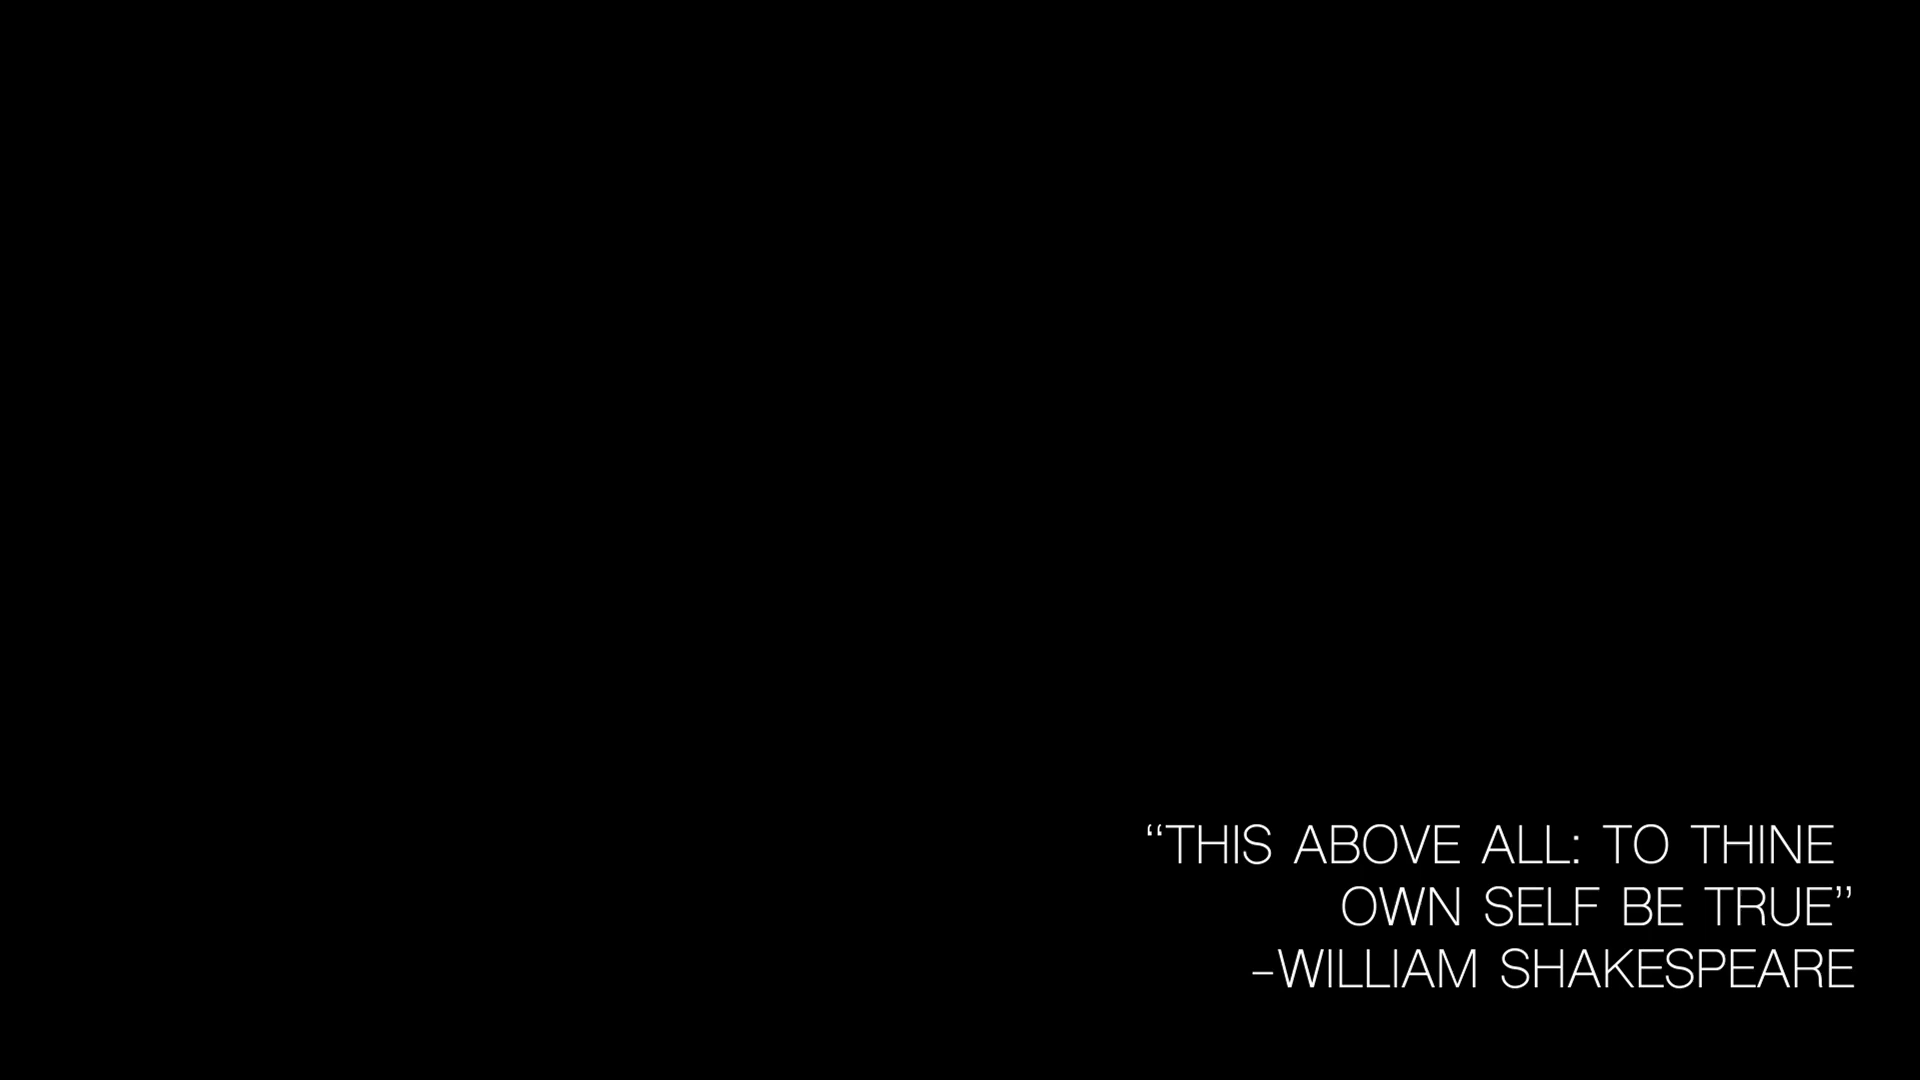 “THIS ABOVE ALL: TO THINE
OWN SELF BE TRUE”
–WILLIAM SHAKESPEARE